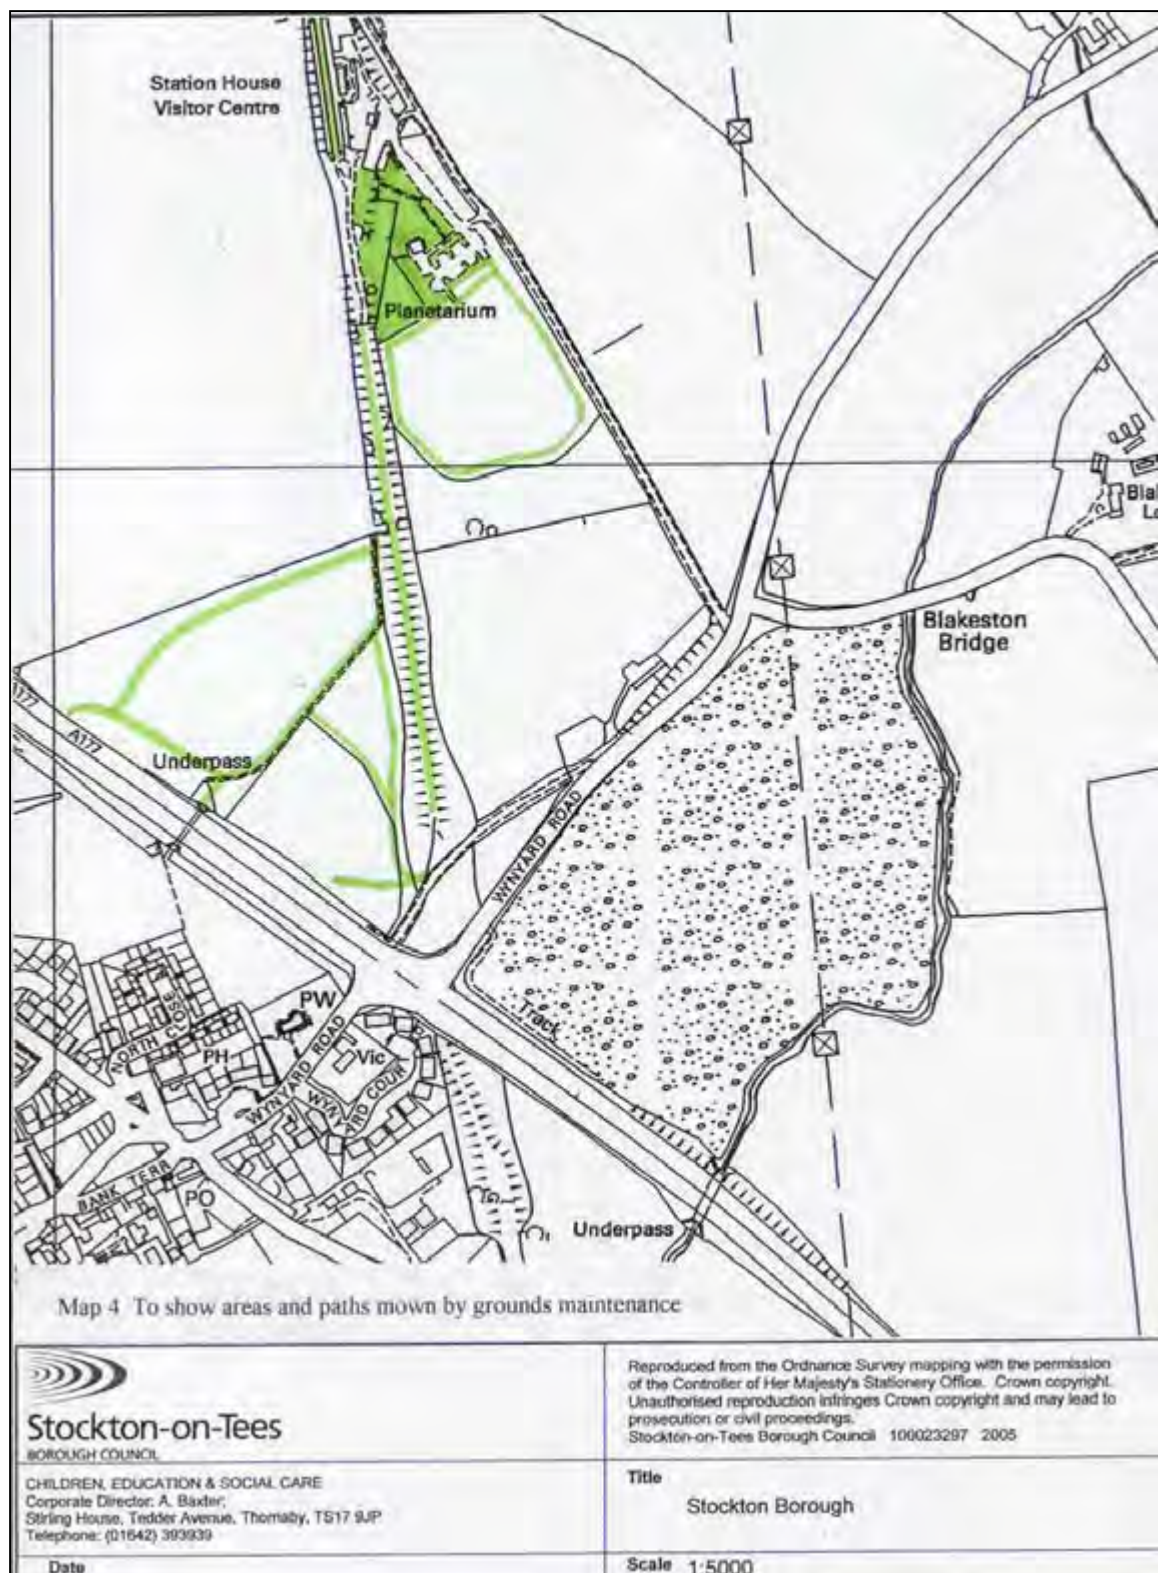 Station House
Visitor Centre
Planetarium
Blakeston
Bridge
A177
A177
Underpass
WYNYARD ROAD
Track
NORTH CLOSE
PW
PH
WYNYARD ROAD
Vic
WYNYARD COUR
BANK TERR
PO
Underpass
Map 4 To show areas and paths mown by grounds maintenance
Stockton-on-Tees
BOROUGH COUNCIL
CHILDREN, EDUCATION & SOCIAL CARE
Corporate Director: A. Baxter,
Stirling House, Tedder Avenue, Thornaby, TS17 9JP
Telephone: (01642) 393939
Date
Reproduced from the Ordnance Survey mapping with the permission
of the Controller of Her Majesty's Stationery Office. Crown copyright.
Unauthorised reproduction infringes Crown copyright and may lead to
prosecution or civil proceedings.
Stockton-on-Tees Borough Council 100023297 2005
Title
Stockton Borough
Scale 1:5000